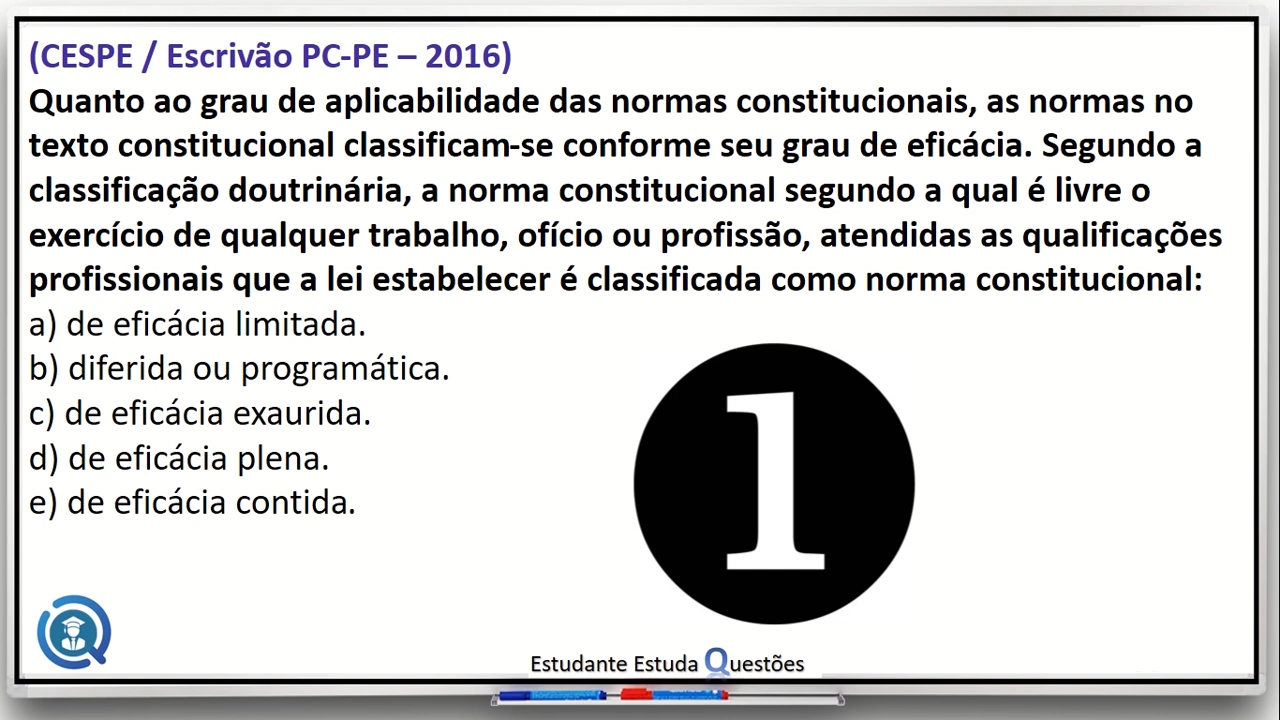 (CESPE / Escrivão PC-PE – 2016)
Quanto ao grau de aplicabilidade das normas constitucionais, as normas no
texto constitucional classificam-se conforme seu grau de eficácia. Segundo a
classificação doutrinária, a norma constitucional segundo a qual é livre o
exercício de qualquer trabalho, ofício ou profissão, atendidas as qualificações
profissionais que a lei estabelecer é classificada como norma constitucional:
a) de eficácia limitada.
b) diferida ou programática.
c) de eficácia exaurida.
d) de eficácia plena.
e) de eficácia contida.
1
Estudante Estuda Questões